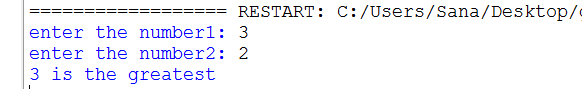 ================== RESTART: C:/Users/Sana/Desktop/
enter the number1: 3
enter the number2: 2
3 is the greatest